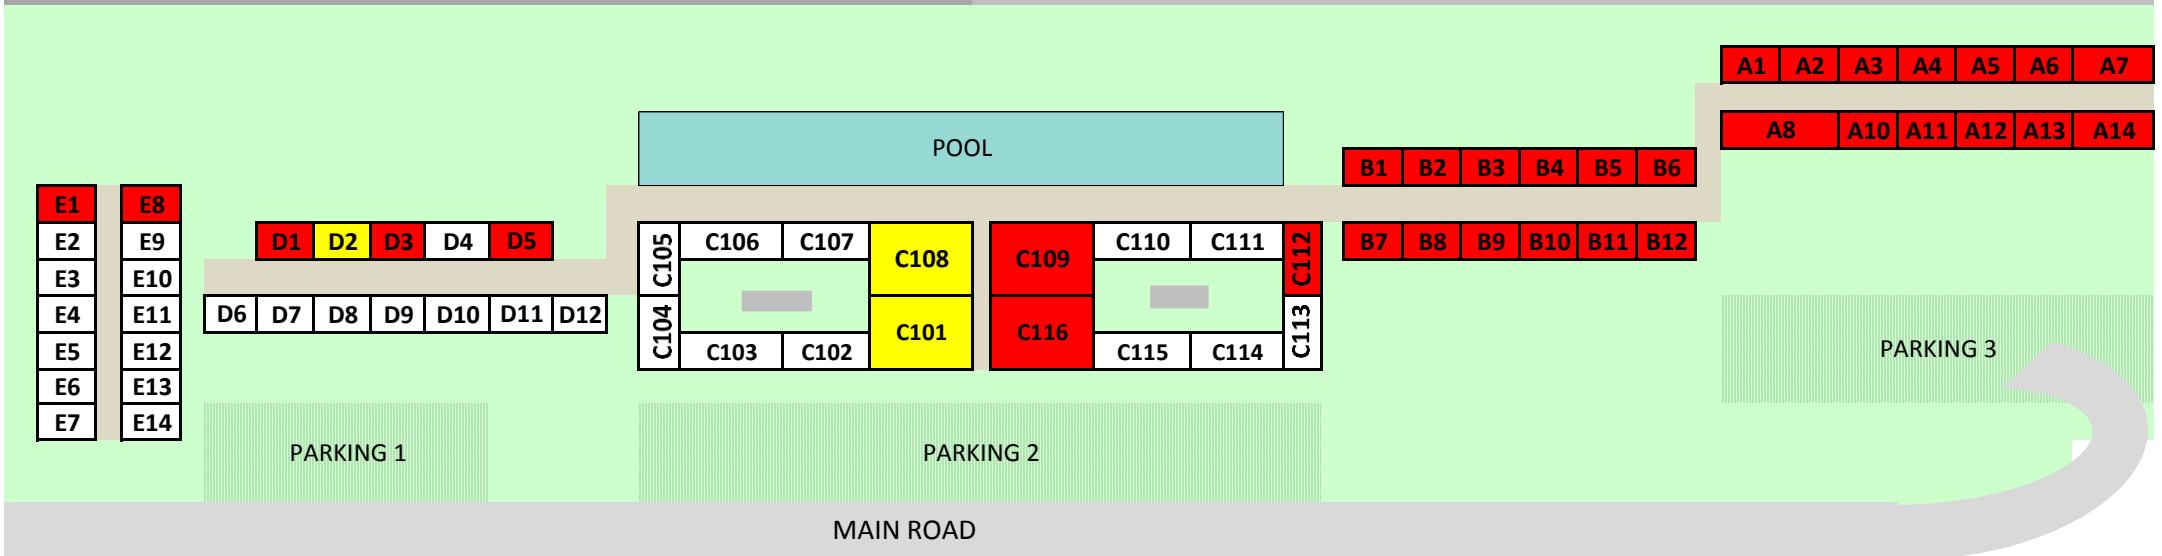 A1 A2 A3 A4 A5 A6 A7
A8 A10 A11 A12 A13 A14
POOL
B1 B2 B3 B4 B5 B6
B7 B8 B9 B10 B11 B12
E1 E8
E2 E9
E3 E10
E4 E11
E5 E12
E6 E13
E7 E14
D1 D2 D3 D4 D5
D6 D7 D8 D9 D10 D11 D12
C105 C106 C107 C108 C109 C110 C111 C112
C104 C103 C102 C101 C116 C115 C114 C113
PARKING 3
PARKING 1
PARKING 2
MAIN ROAD